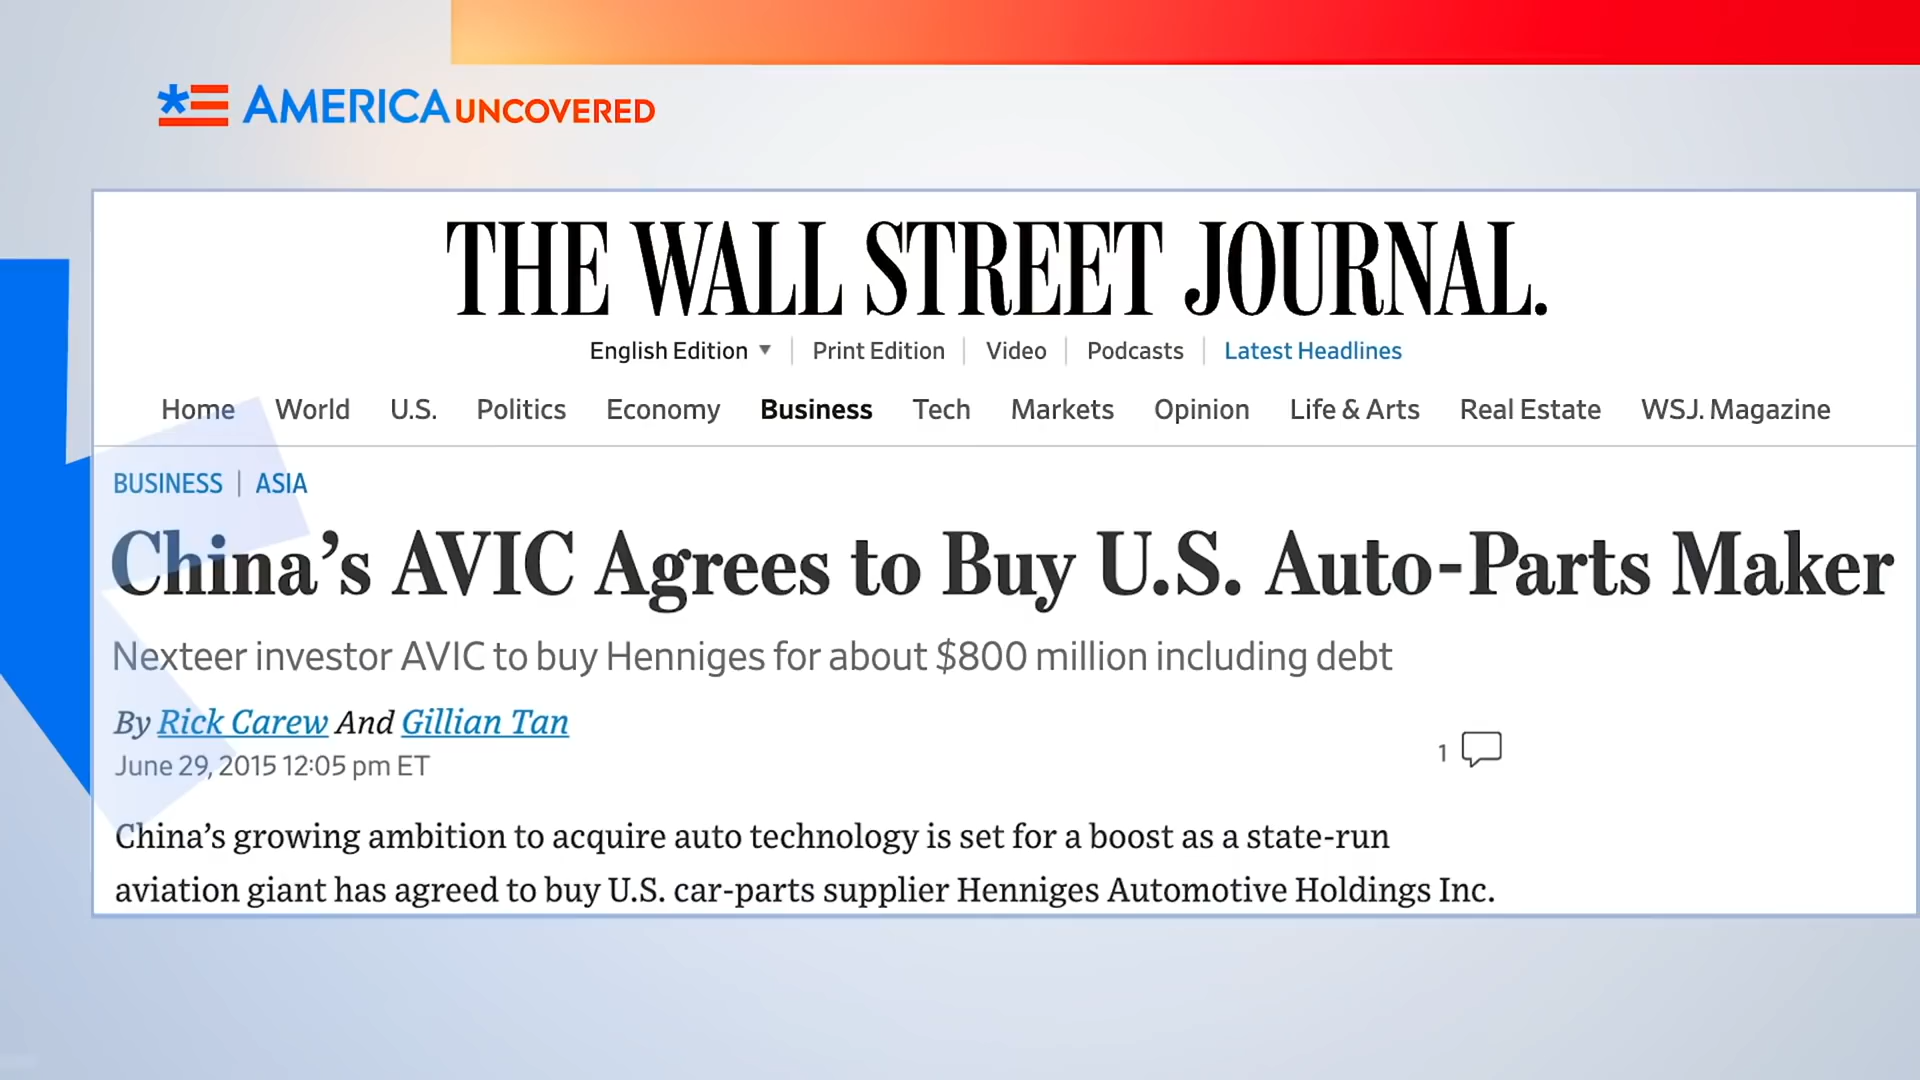 AMERICA UNCOVERED
THE WALL STREET JOURNAL.
English Edition ▼ | Print Edition | Video | Podcasts | Latest Headlines
Home World U.S. Politics Economy Business Tech Markets Opinion Life & Arts Real Estate WSJ. Magazine
BUSINESS | ASIA
China's AVIC Agrees to Buy U.S. Auto-Parts Maker
Nexteer investor AVIC to buy Henniges for about $800 million including debt
By Rick Carew And Gillian Tan
June 29, 2015 12:05 pm ET
1
China's growing ambition to acquire auto technology is set for a boost as a state-run
aviation giant has agreed to buy U.S. car-parts supplier Henniges Automotive Holdings Inc.